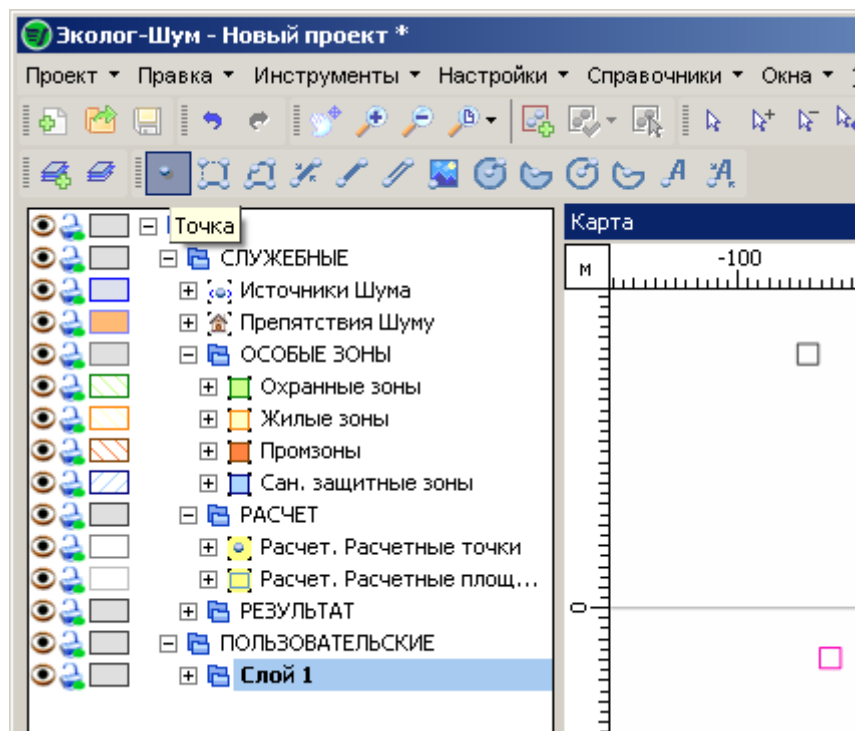 Эколог-Шум - Новый проект *
Проект Правка Инструменты Настройки Справочники Окна
Точка
Карта
СЛУЖЕБНЫЕ
м
-100
Источники Шума
Препятствия Шуму
ОСОБЫЕ ЗОНЫ
Охранные зоны
Жилые зоны
Промзоны
Сан. защитные зоны
РАСЧЕТ
Расчет. Расчетные точки
Расчет. Расчетные площ...
РЕЗУЛЬТАТ
0
ПОЛЬЗОВАТЕЛЬСКИЕ
Слой 1